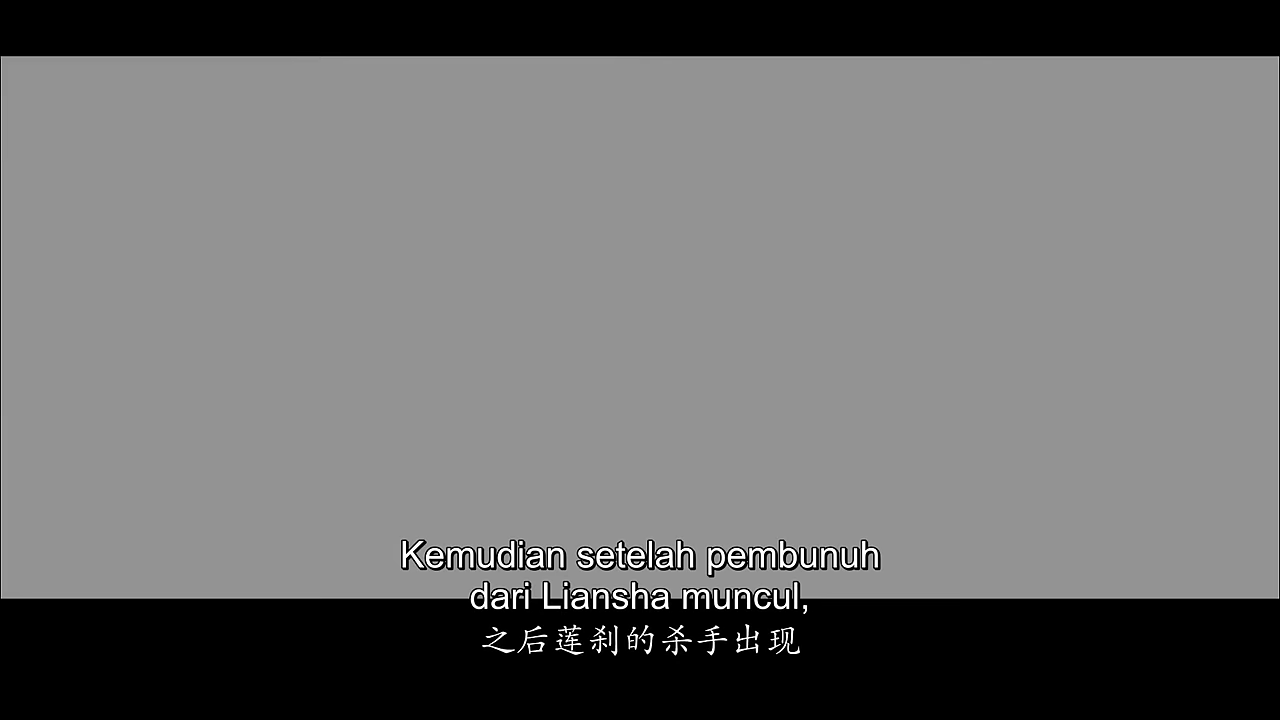 Kemudian setelah pembunuh
dari Liansha muncul,
之后莲刹的杀手出现